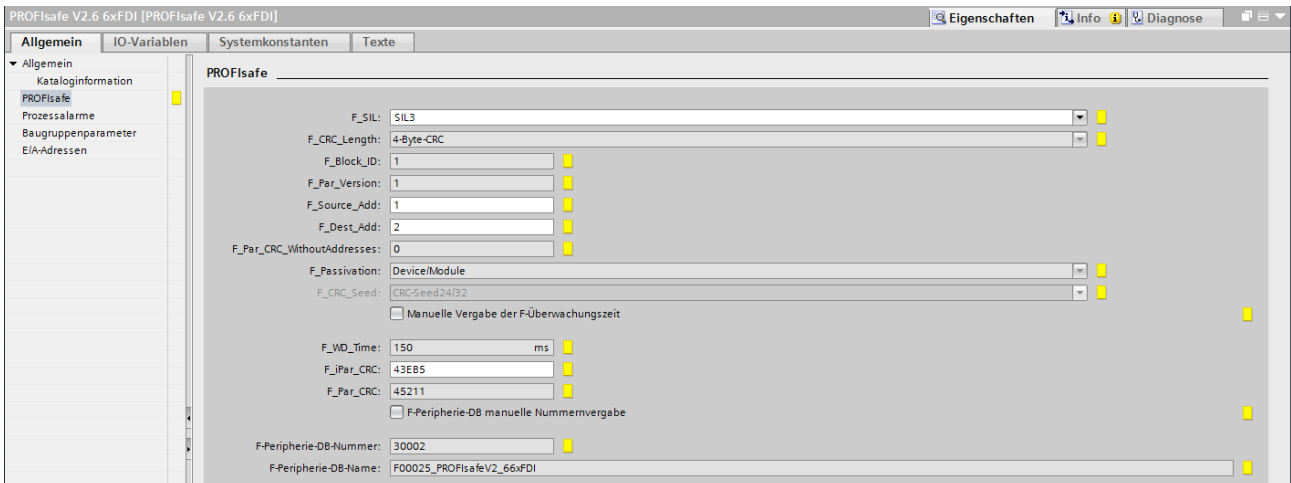 PROFIsafe V2.6 6xFDI [PROFIsafe V2.6 6xFDI]
Eigenschaften
Info
Diagnose
Allgemein
IO-Variablen
Systemkonstanten
Texte
Allgemein
Kataloginformation
PROFIsafe
Prozessalarme
Baugruppenparameter
E/A-Adressen
PROFIsafe
F_SIL: SIL3
F_CRC_Length: 4-Byte-CRC
F_Block_ID: 1
F_Par_Version: 1
F_Source_Add: 1
F_Dest_Add: 2
F_Par_CRC_WithoutAddresses: 0
F_Passivation: Device/Module
F_CRC_Seed: CRC-Seed24/32
Manuelle Vergabe der F-Überwachungszeit
F_WD_Time: 150 ms
F_iPar_CRC: 43EB5
F_Par_CRC: 45211
F-Peripherie-DB manuelle Nummernvergabe
F-Peripherie-DB-Nummer: 30002
F-Peripherie-DB-Name: F00025_PROFIsafeV2_66xFDI